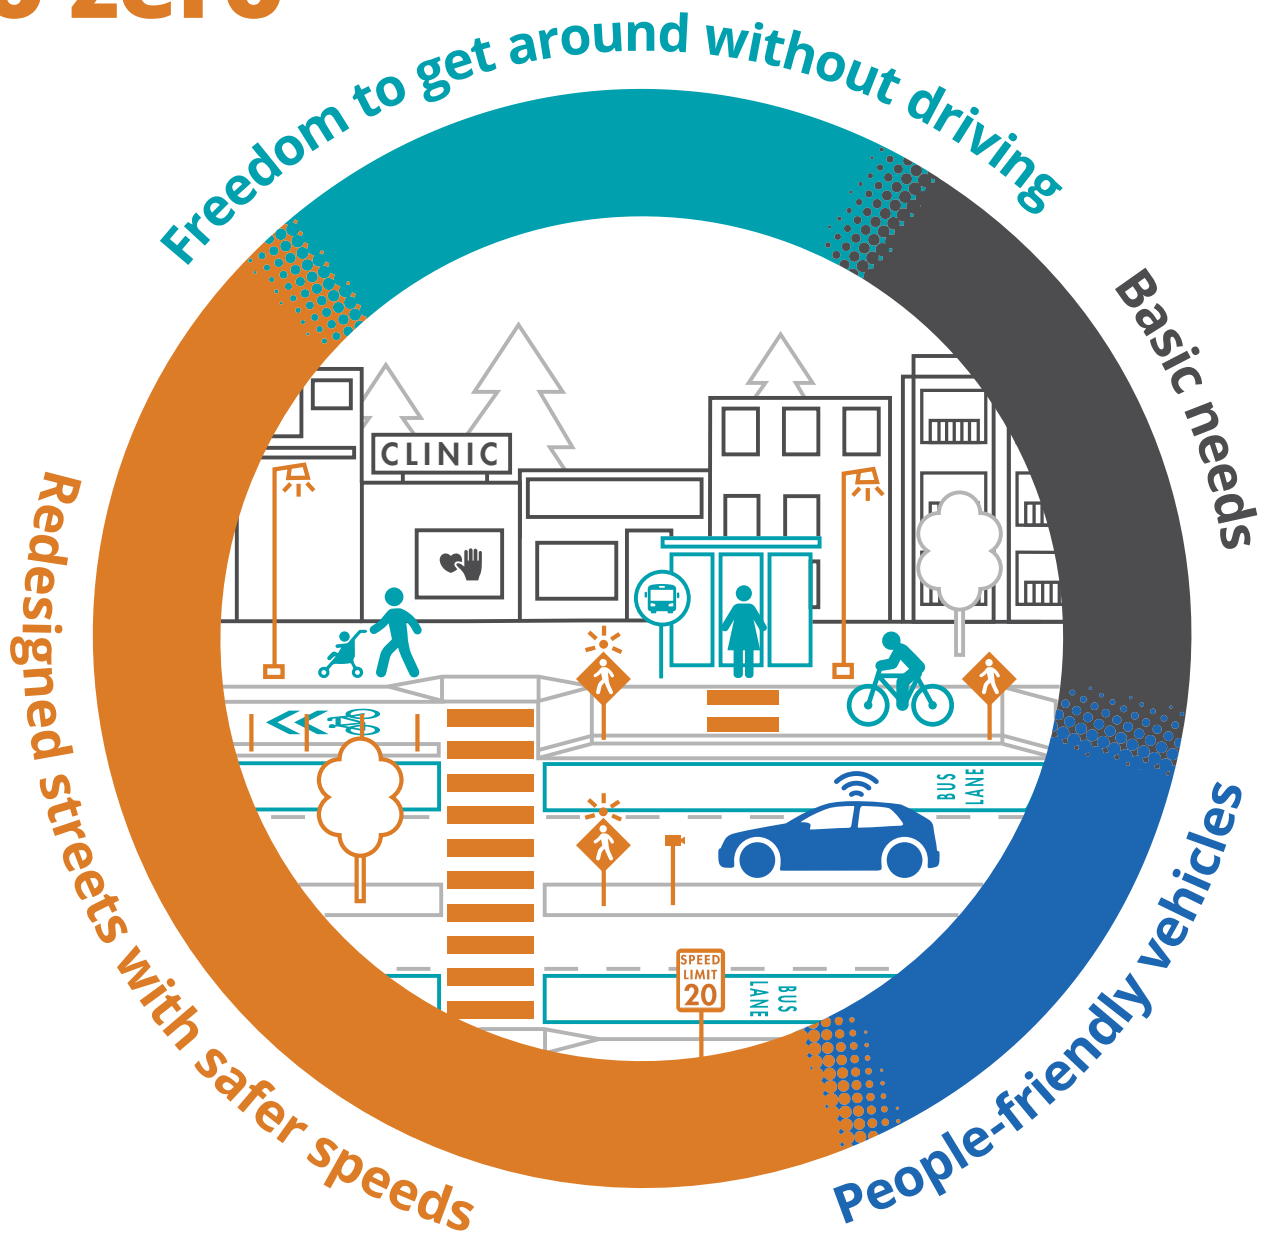 zero
Freedom to get around without driving
Basic needs
People-friendly vehicles
Redesigned streets with safer speeds
CLINIC
BUS
LANE
SPEED
LIMIT
20
BUS
LANE